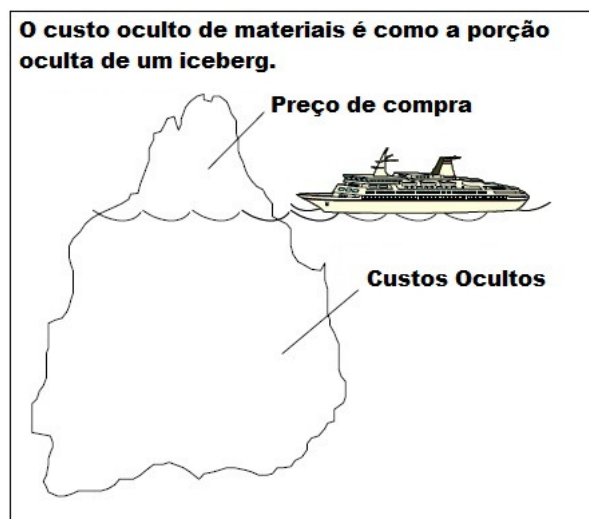 O custo oculto de materiais é como a porção
oculta de um iceberg.
Preço de compra
Custos Ocultos